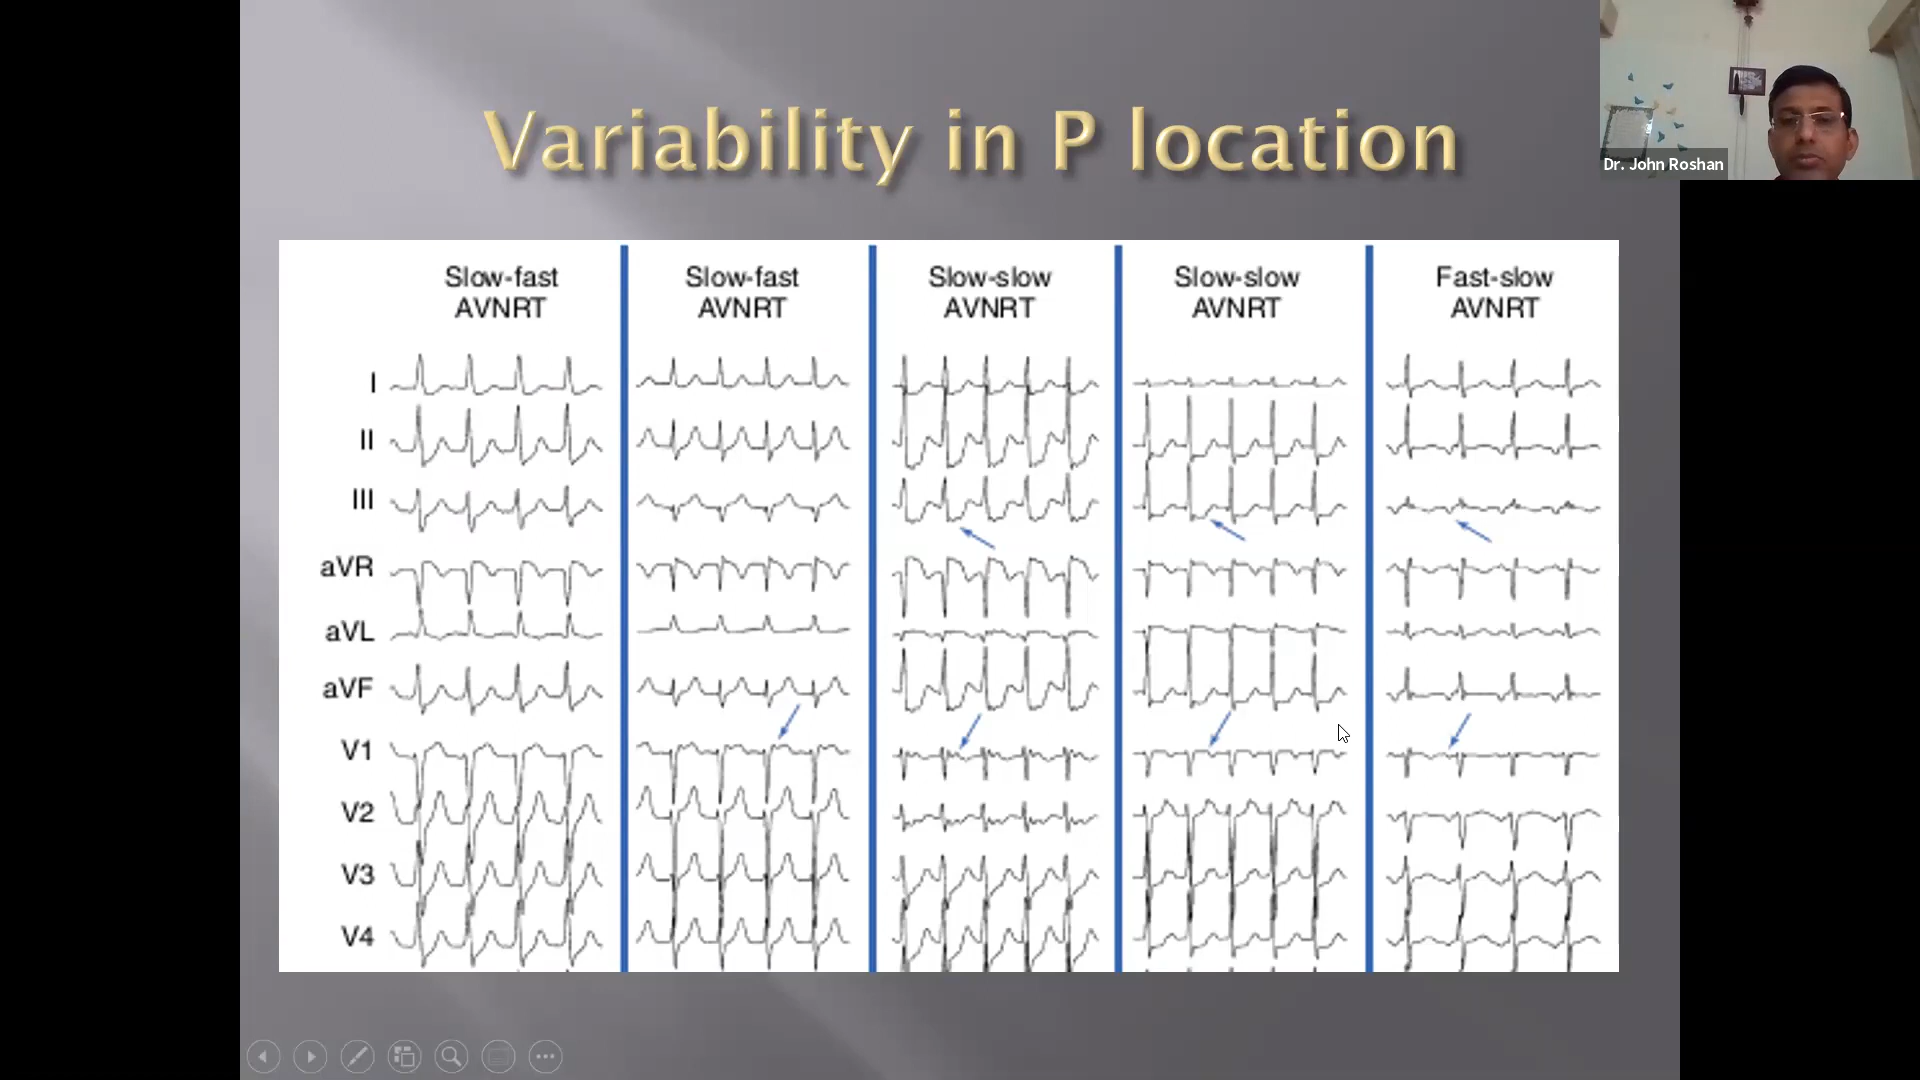 Variability in P location
Dr. John Roshan
Slow-fast
AVNRT
Slow-fast
AVNRT
Slow-slow
AVNRT
Slow-slow
AVNRT
Fast-slow
AVNRT
I
II
III
aVR
aVL
aVF
V1
V2
V3
V4